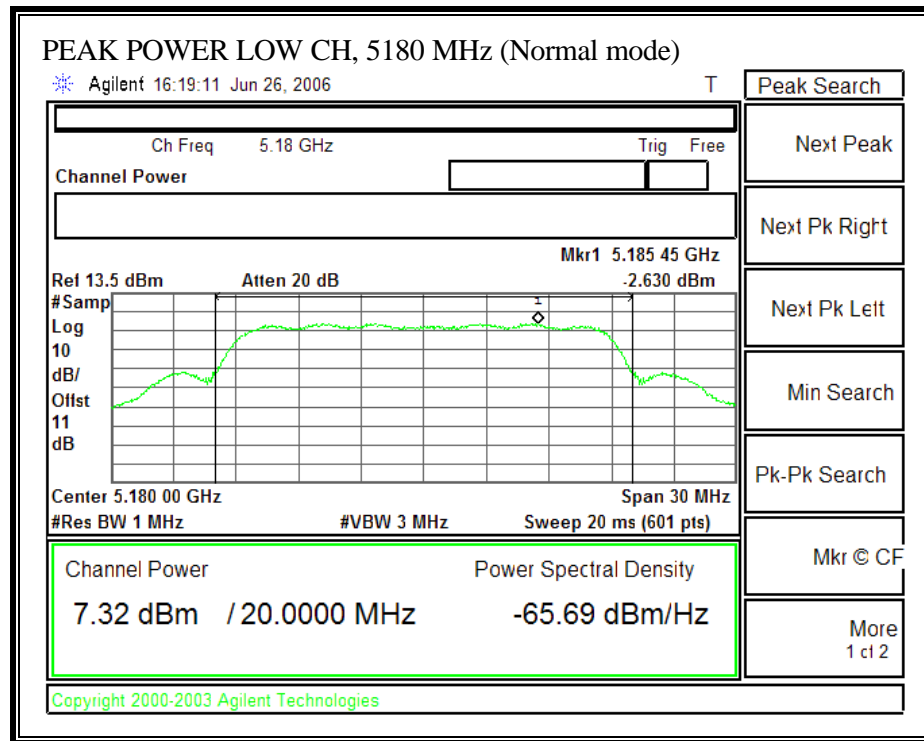 PEAK POWER LOW CH, 5180 MHz (Normal mode)
Agilent 16:19:11 Jun 26, 2006 T
Peak Search
Ch Freq 5.18 GHz Trig Free
Channel Power
Next Peak
Next Pk Right
Mkr1 5.185 45 GHz
Ref 13.5 dBm Atten 20 dB -2.630 dBm
#Samp
Log
10
dB/
Offst
11
dB
1
Next Pk Left
Min Search
Pk-Pk Search
Center 5.180 00 GHz Span 30 MHz
#Res BW 1 MHz #VBW 3 MHz Sweep 20 ms (601 pts)
Mkr © CF
Channel Power Power Spectral Density
7.32 dBm / 20.0000 MHz -65.69 dBm/Hz
More
1 of 2
Copyright 2000-2003 Agilent Technologies